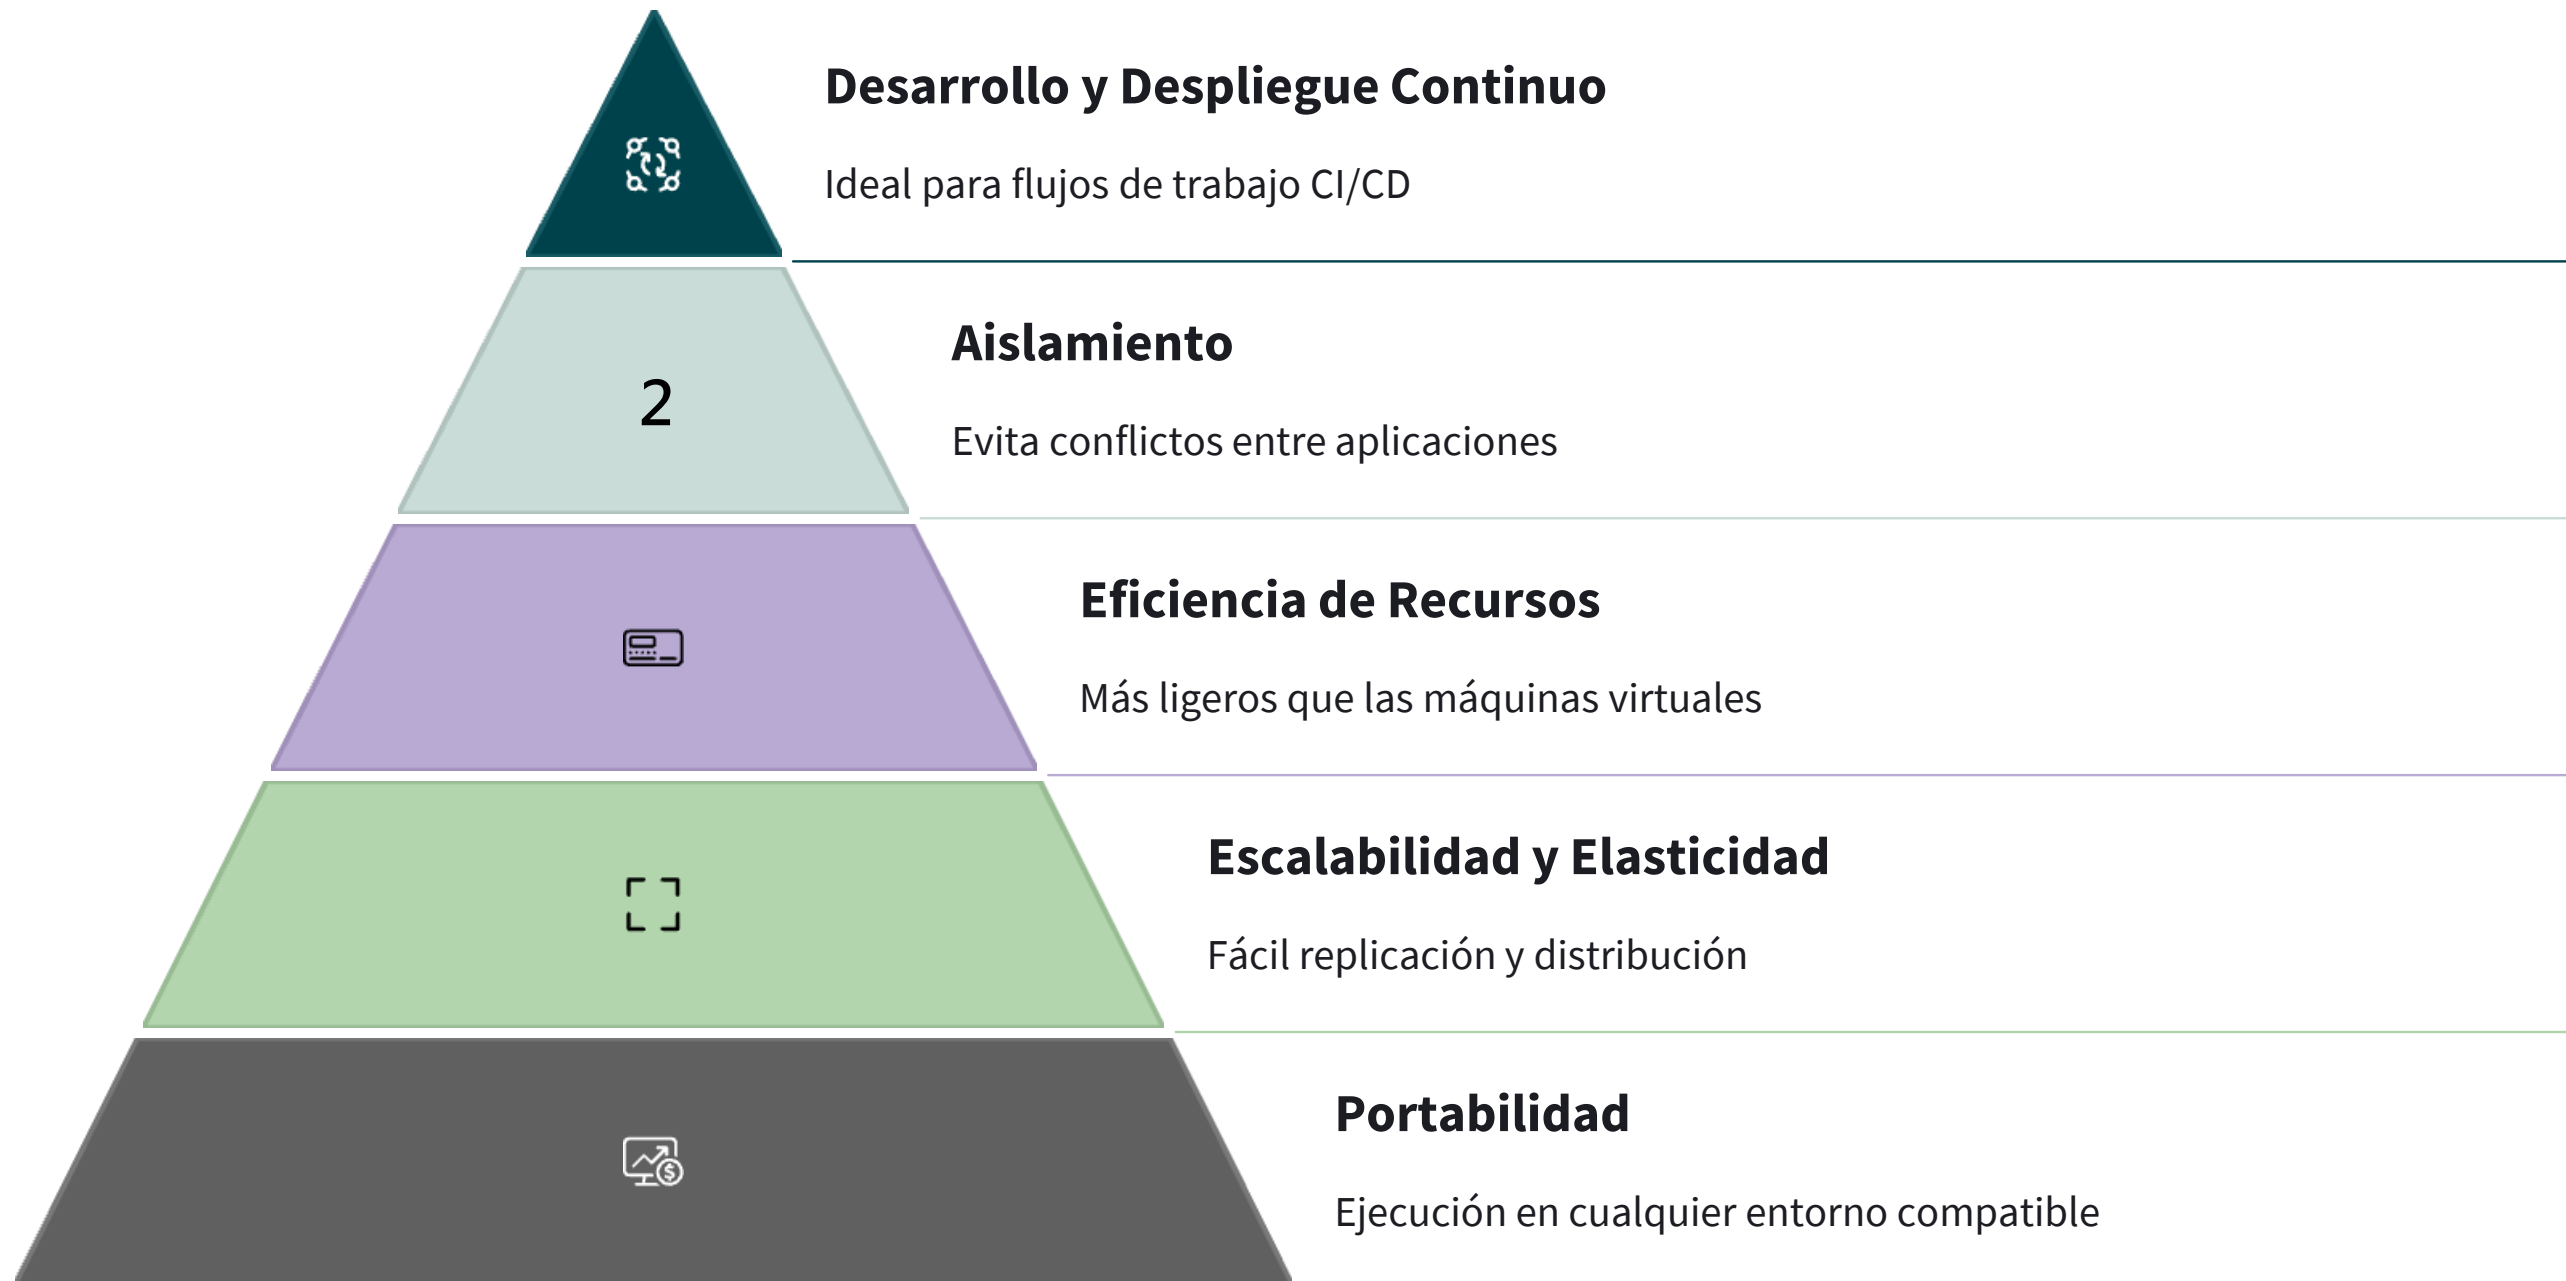 Desarrollo y Despliegue Continuo
Ideal para flujos de trabajo CI/CD
2
Aislamiento
Evita conflictos entre aplicaciones
Eficiencia de Recursos
Más ligeros que las máquinas virtuales
Escalabilidad y Elasticidad
Fácil replicación y distribución
Portabilidad
Ejecución en cualquier entorno compatible